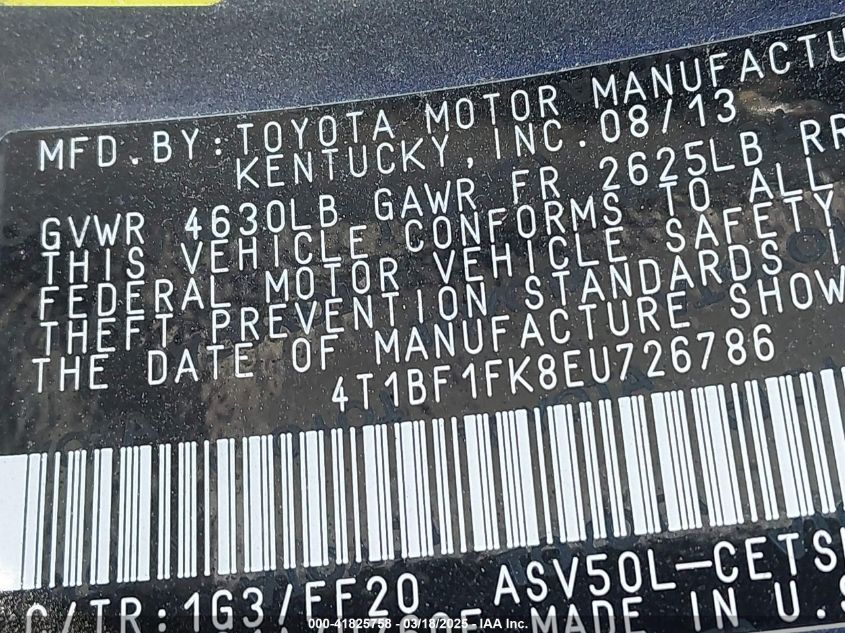 MFD. BY: TOYOTA MOTOR MANUFACTU
KENTUCKY, INC. 08/13
GVWR 4630LB GAWR FR 2625LB RR
THIS VEHICLE CONFORMS TO ALL
FEDERAL MOTOR VEHICLE SAFETY
THEFT PREVENTION STANDARDS I
THE DATE OF MANUFACTURE SHOW
4T1BF1FK8EU726786
C/TR: 1G3/FF20 ASV50L-CETS
MADE IN U.S
000-41825758 - 03/18/2025 - IAA Inc.